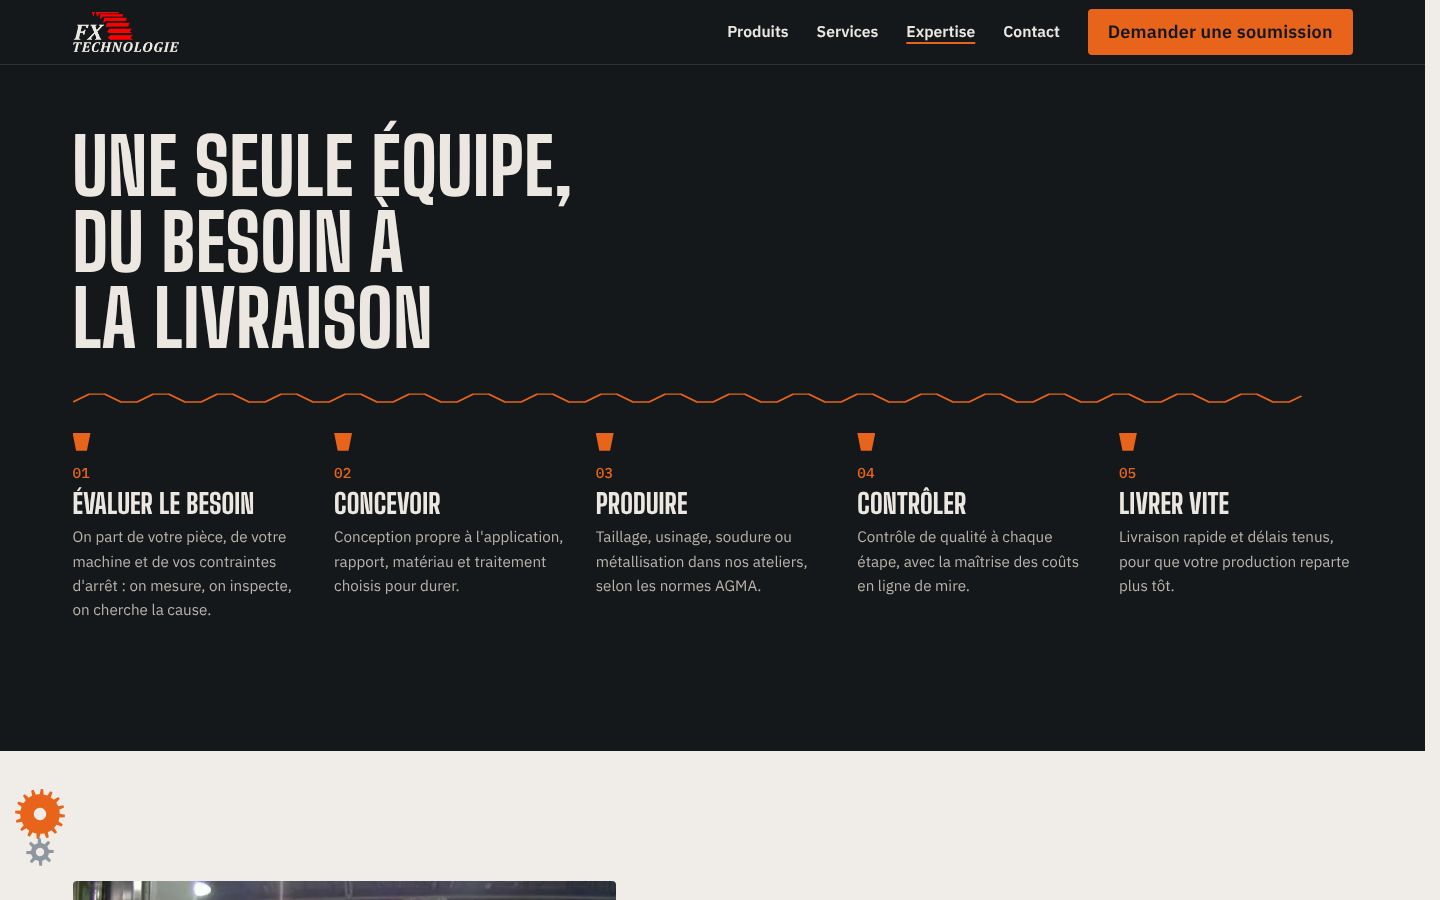 FX
TECHNOLOGIE
Produits
Services
Expertise
Contact
Demander une soumission
UNE SEULE ÉQUIPE,
DU BESOIN À
LA LIVRAISON
01
ÉVALUER LE BESOIN
On part de votre pièce, de votre
machine et de vos contraintes
d'arrêt : on mesure, on inspecte,
on cherche la cause.
02
CONCEVOIR
Conception propre à l'application,
rapport, matériau et traitement
choisis pour durer.
03
PRODUIRE
Taillage, usinage, soudure ou
métallisation dans nos ateliers,
selon les normes AGMA.
04
CONTRÔLER
Contrôle de qualité à chaque
étape, avec la maîtrise des coûts
en ligne de mire.
05
LIVRER VITE
Livraison rapide et délais tenus,
pour que votre production reparte
plus tôt.